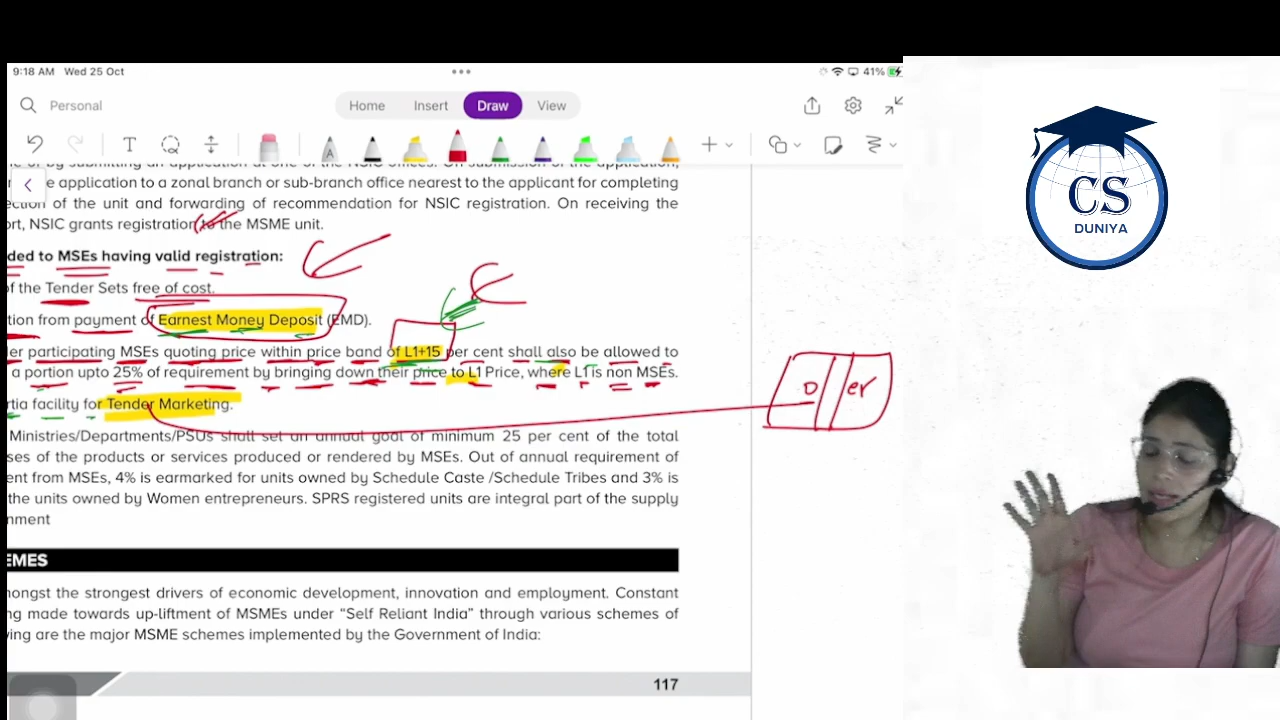 9:18 AM Wed 25 Oct
41%
Personal
Home Insert Draw View
CS
DUNIYA
e application to a zonal branch or sub-branch office nearest to the applicant for completing
of the unit and forwarding of recommendation for NSIC registration. On receiving the
ort, NSIC grants registration to the MSME unit.
ded to MSEs having valid registration:
of the Tender Sets free of cost.
tion from payment of Earnest Money Deposit (EMD).
er participating MSEs quoting price within price band of L1+15 per cent shall also be allowed to
a portion upto 25% of requirement by bringing down their price to L1 Price, where L1 is non MSEs.
rtia facility for Tender Marketing.
O er
Ministries/Departments/PSUs shall set an annual goal of minimum 25 per cent of the total
ses of the products or services produced or rendered by MSEs. Out of annual requirement of
ent from MSEs, 4% is earmarked for units owned by Schedule Caste /Schedule Tribes and 3% is
the units owned by Women entrepreneurs. SPRS registered units are integral part of the supply
nment
EMES
mongst the strongest drivers of economic development, innovation and employment. Constant
ng made towards up-liftment of MSMEs under “Self Reliant India” through various schemes of
wing are the major MSME schemes implemented by the Government of India:
117